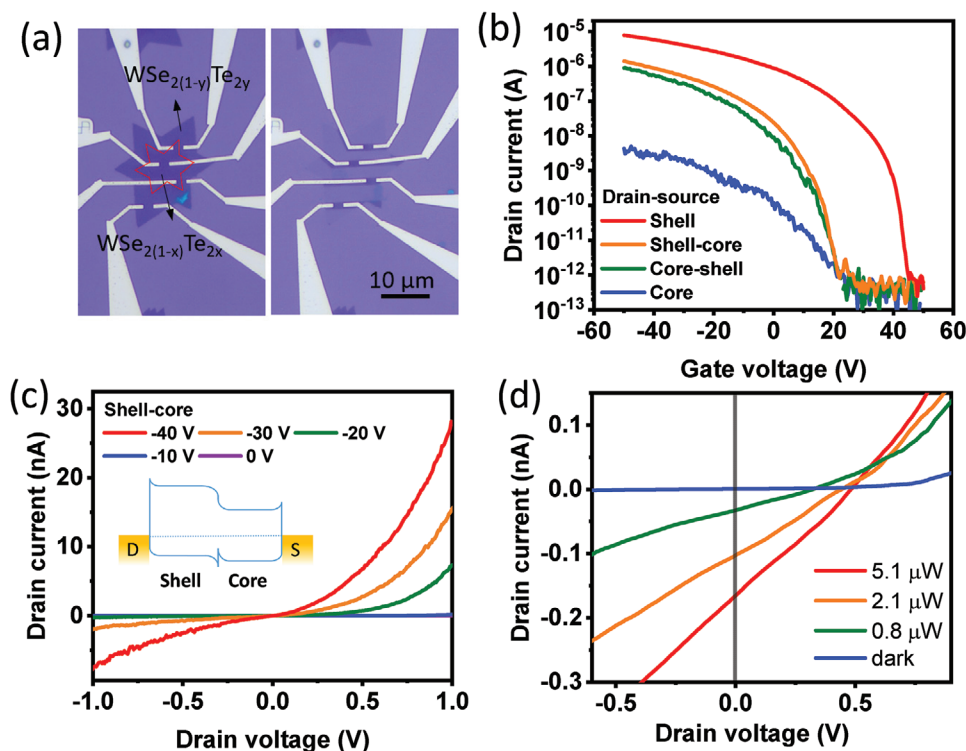 (a)
WSe2(1-y)Te2y
WSe2(1-x)Te2x
10 μm
(b)
Drain current (A)
10-5
10-6
10-7
10-8
10-9
10-10
10-11
10-12
10-13
Drain-source
Shell
Shell-core
Core-shell
Core
-60 -40 -20 0 20 40 60
Gate voltage (V)
(c)
Drain current (nA)
30
20
10
0
-10
Shell-core
-40 V -30 V -20 V
-10 V 0 V
D S
Shell Core
-1.0 -0.5 0.0 0.5 1.0
Drain voltage (V)
(d)
Drain current (nA)
0.1
0.0
-0.1
-0.2
-0.3
5.1 μW
2.1 μW
0.8 μW
dark
-0.5 0.0 0.5
Drain voltage (V)